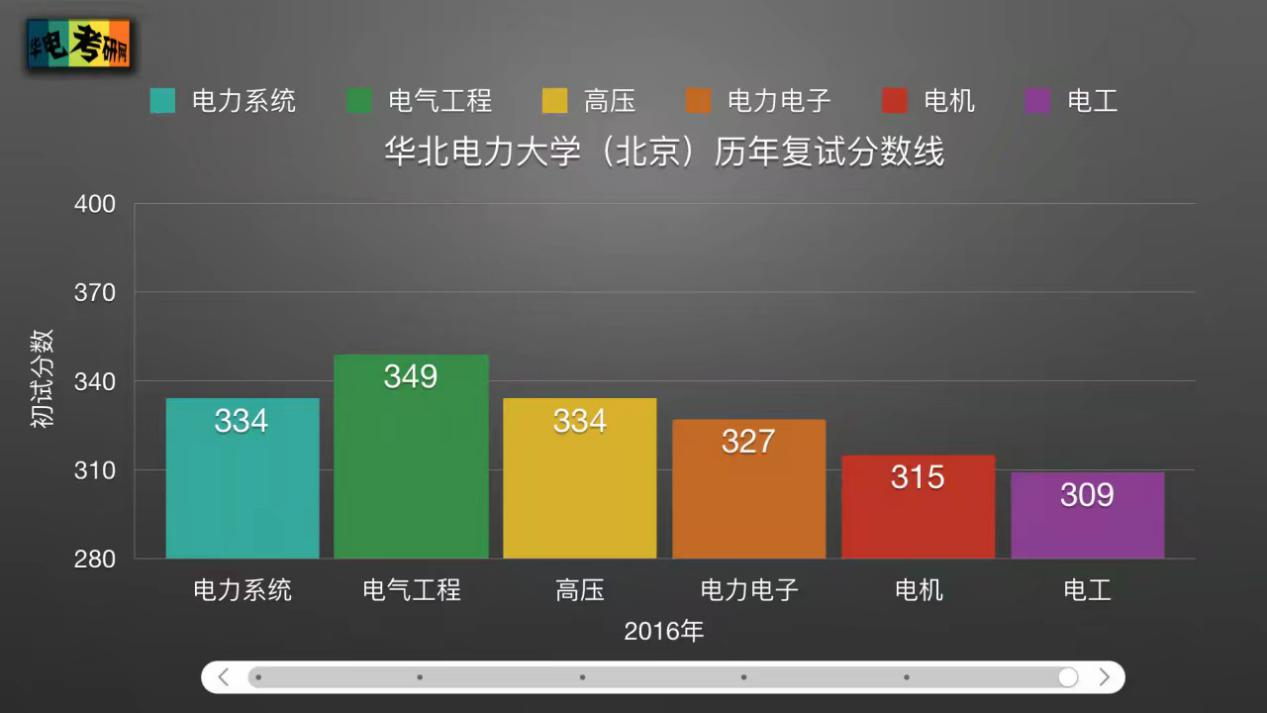 华电考研网
电力系统 电气工程 高压 电力电子 电机 电工
华北电力大学（北京）历年复试分数线
初试分数
400
370
340
310
280
334 349 334 327 315 309
电力系统 电气工程 高压 电力电子 电机 电工
2016年